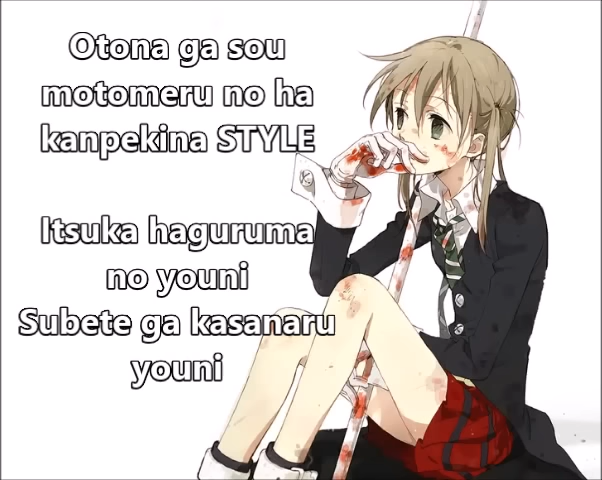 Otona ga sou
motomeru no ha
kanpekina STYLE
Itsuka haguruma
no youni
Subete ga kasanaru
youni